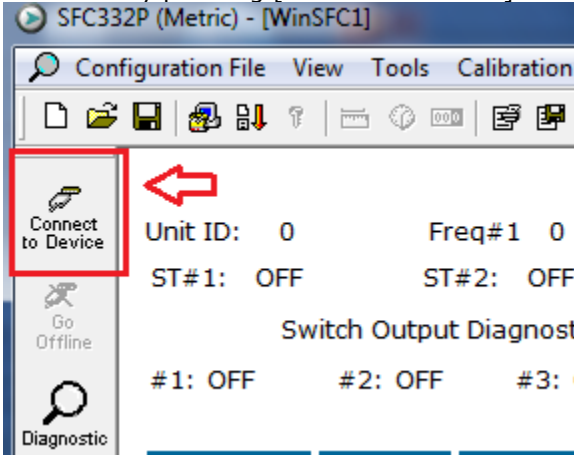 SFC332P (Metric) - [WinSFC1]
Configuration File View Tools Calibration
Connect
to Device
Unit ID: 0 Freq#1 0
ST#1: OFF ST#2: OFF
Go
Offline
Switch Output Diagnost
#1: OFF #2: OFF #3:
Diagnostic